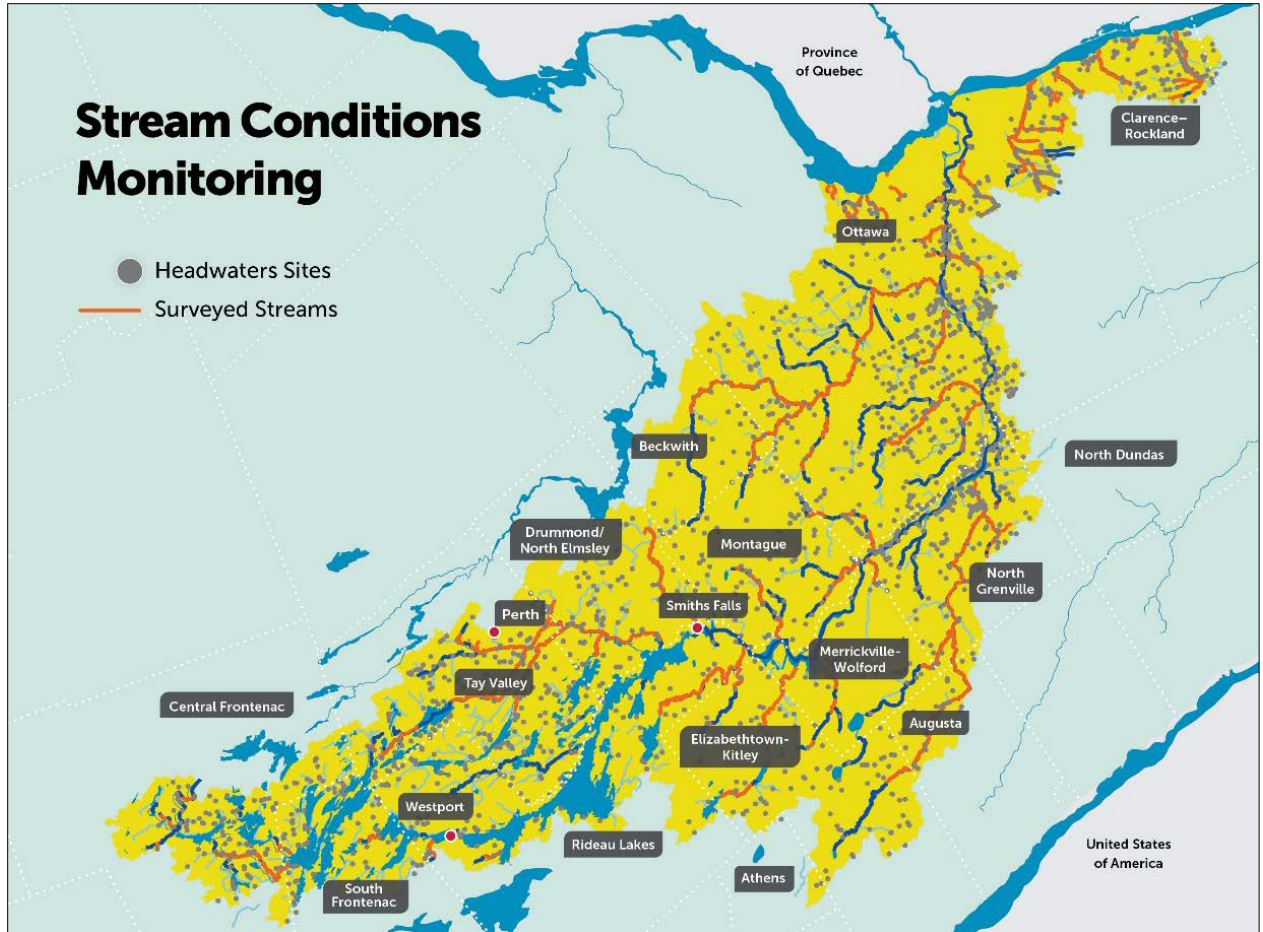 Stream Conditions
Monitoring
Headwaters Sites
Surveyed Streams
Province
of Quebec
Clarence–
Rockland
Ottawa
Beckwith
North Dundas
Drummond/
North Elmsley
Montague
North
Grenville
Smiths Falls
Perth
Merrickville-
Wolford
Tay Valley
Central Frontenac
Augusta
Elizabethtown-
Kitley
Westport
Rideau Lakes
United States
of America
Athens
South
Frontenac